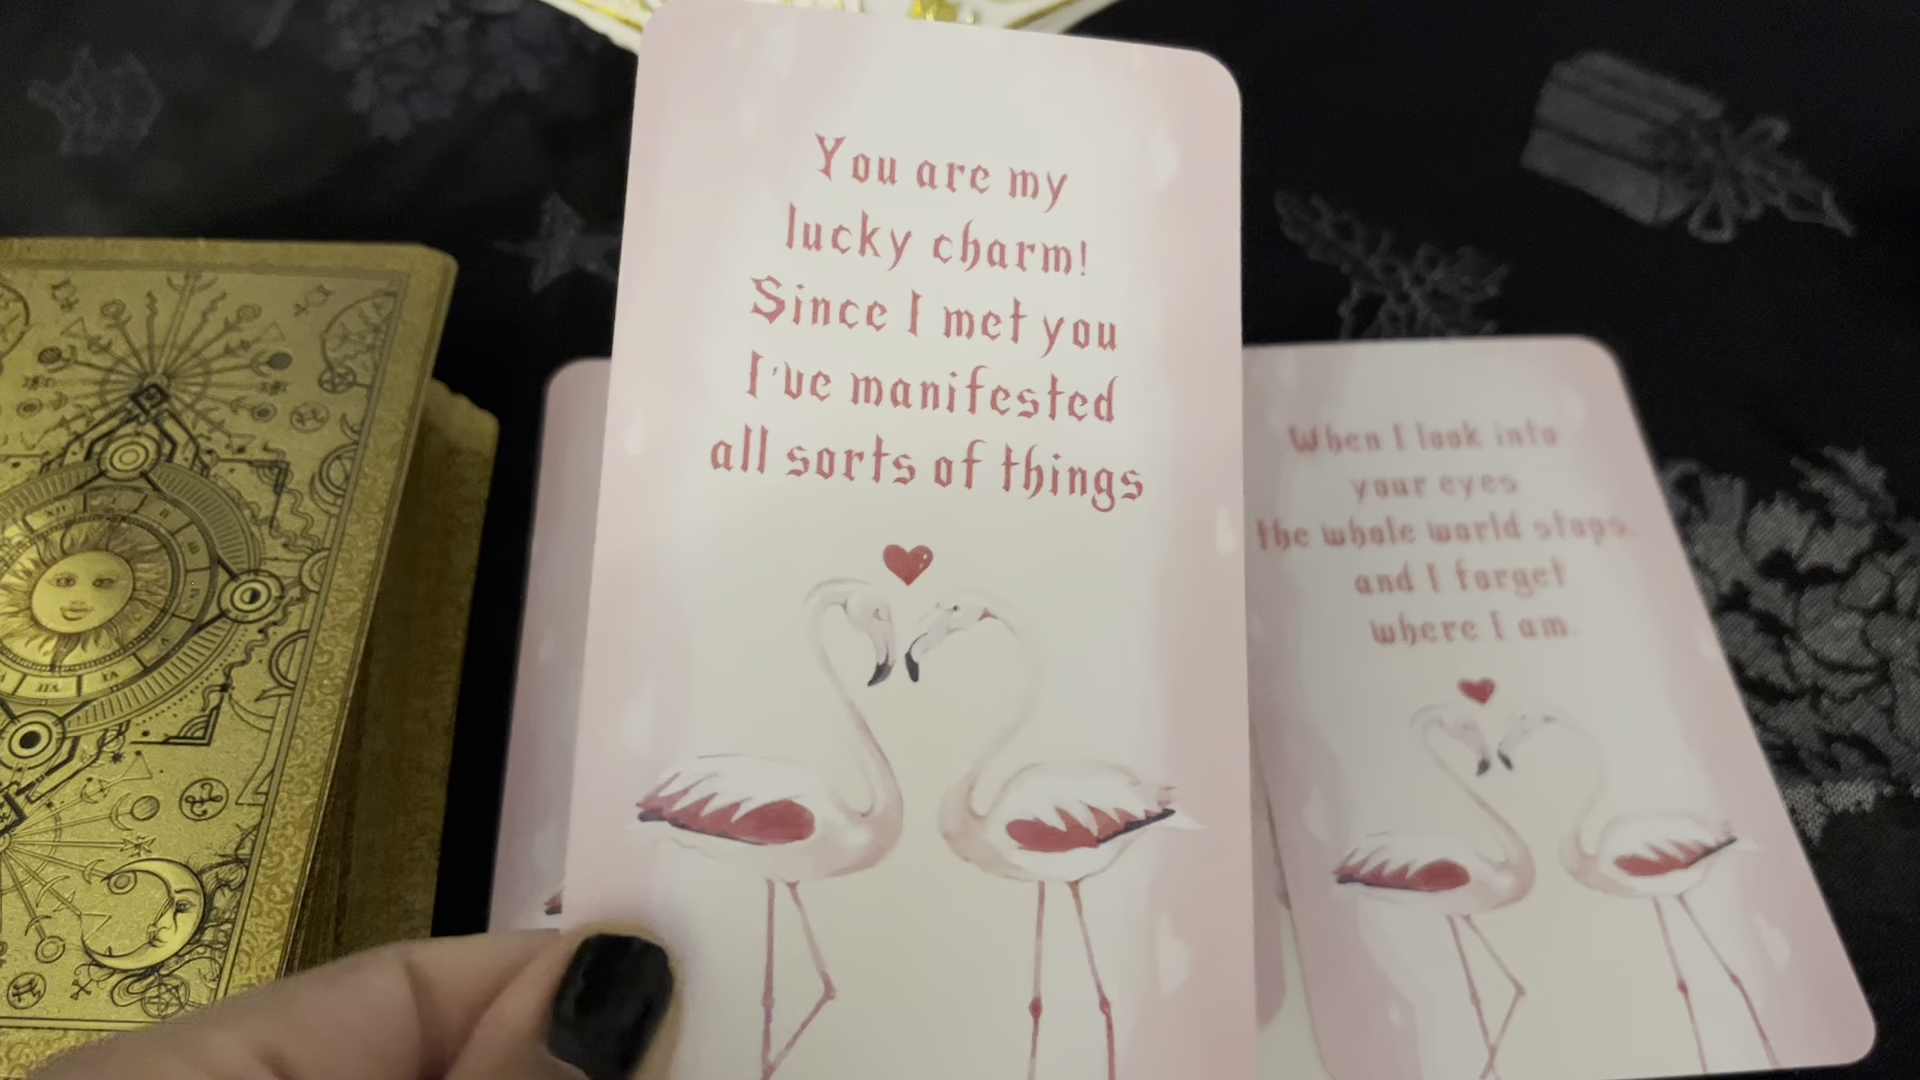 You are my
lucky charm!
Since I met you
I've manifested
all sorts of things
When I look into
your eyes
the whole world stops.
and I forget
where I am.